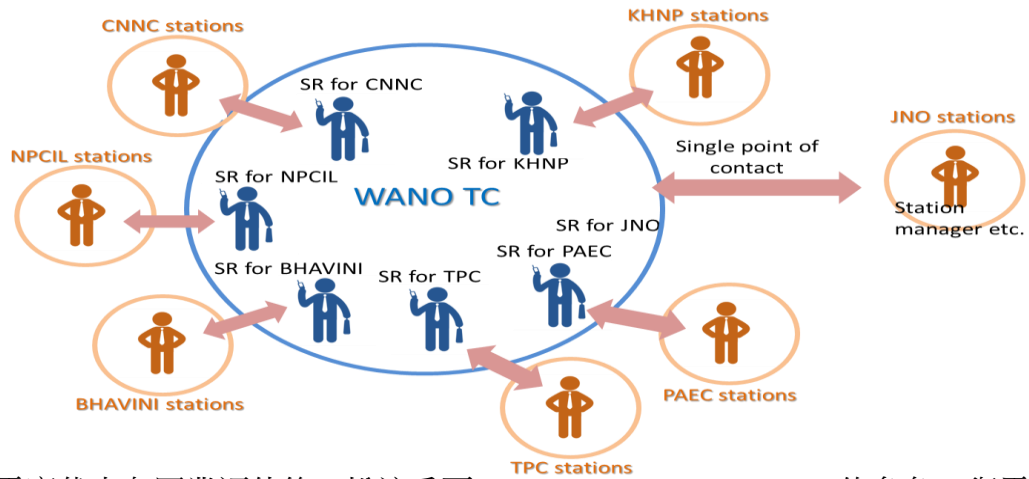 CNNC stations
KHNP stations
SR for CNNC
JNO stations
NPCIL stations
SR for KHNP
Single point of
contact
SR for NPCIL
WANO TC
Station
manager etc.
SR for JNO
SR for PAEC
SR for BHAVINI
SR for TPC
BHAVINI stations
PAEC stations
TPC stations